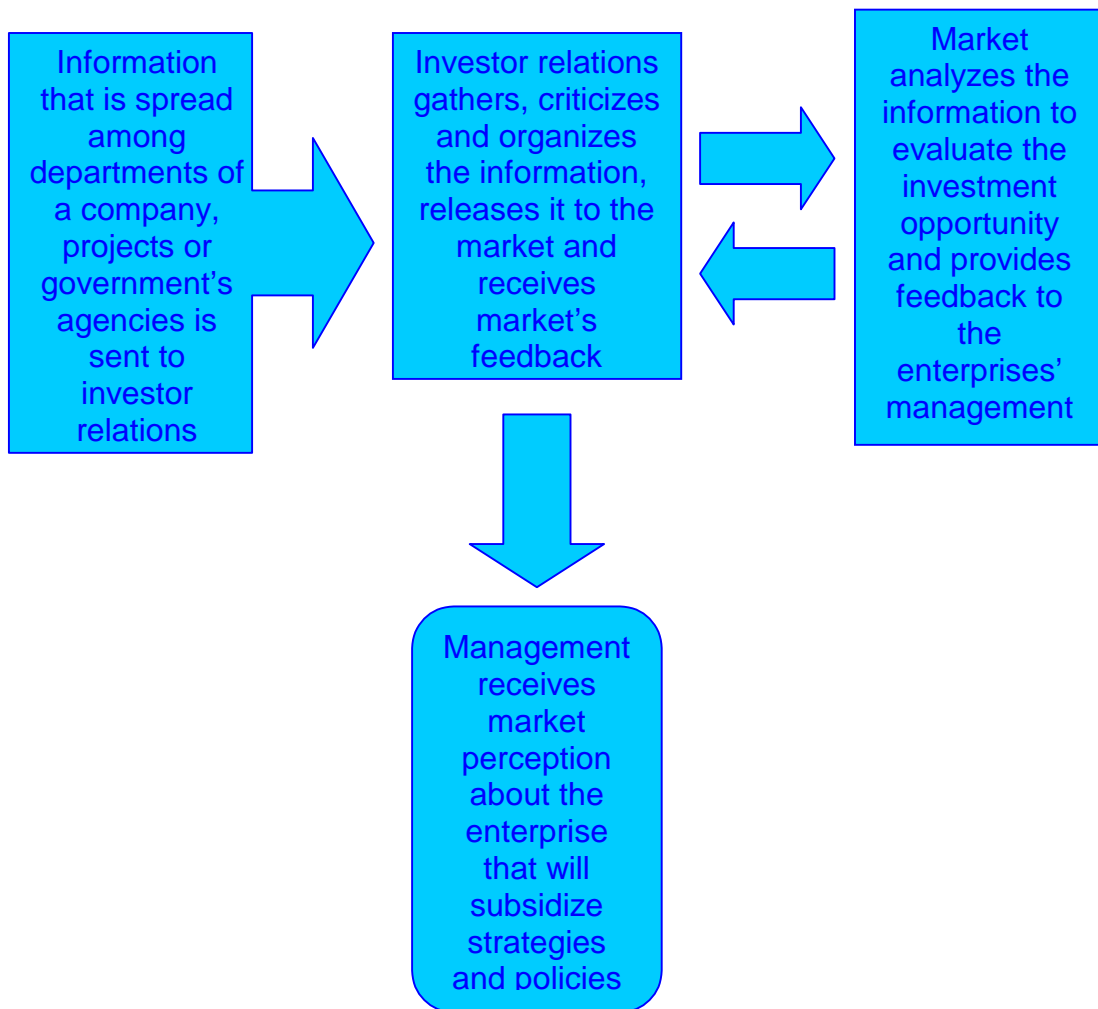 Information
that is spread
among
departments of
a company,
projects or
government’s
agencies is
sent to
investor
relations
Investor relations
gathers, criticizes
and organizes
the information,
releases it to the
market and
receives
market’s
feedback
Market
analyzes the
information to
evaluate the
investment
opportunity
and provides
feedback to
the
enterprises’
management
Management
receives
market
perception
about the
enterprise
that will
subsidize
strategies
and policies